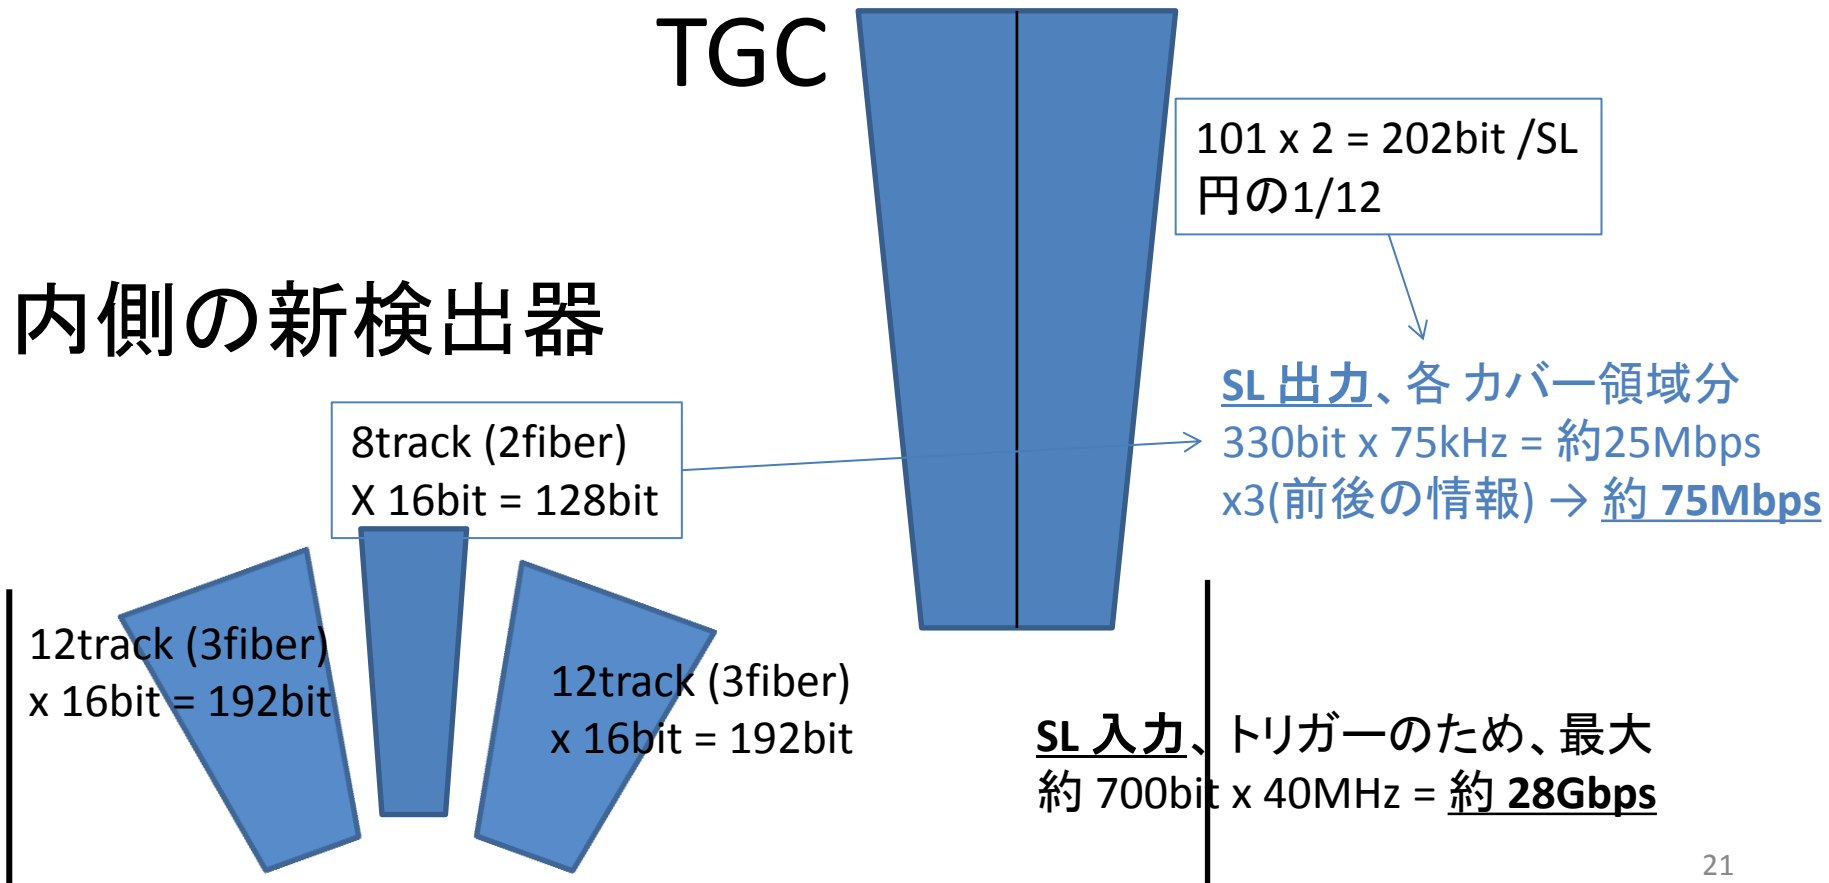 TGC
101 x 2 = 202bit /SL
円の1/12
内側の新検出器
SL 出力、各 カバー領域分
330bit x 75kHz = 約25Mbps
x3(前後の情報) → 約 75Mbps
8track (2fiber)
X 16bit = 128bit
12track (3fiber)
x 16bit = 192bit
12track (3fiber)
x 16bit = 192bit
SL 入力、トリガーのため、最大
約 700bit x 40MHz = 約 28Gbps
21